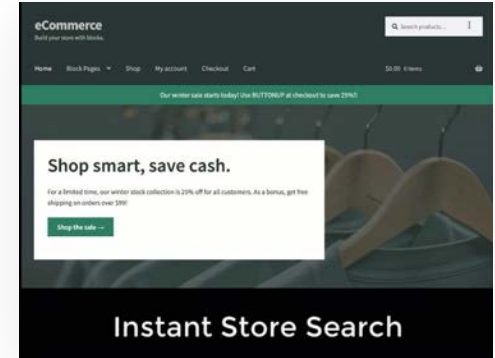 eCommerce
Build your store with blocks.
Search products...
Home Block Pages Shop My account Checkout Cart $0.00 0 items
Our winter sale starts today! Use BUTTONUP at checkout to save 25%!!
Shop smart, save cash.
For a limited time, our winter stock collection is 25% off for all customers. As a bonus, get free
shipping on orders over $99!
Shop the sale →
Instant Store Search